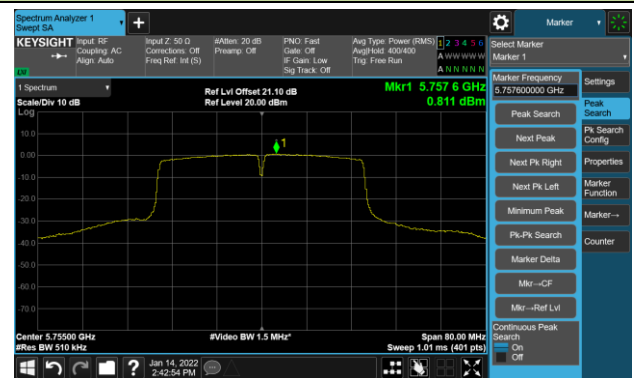 Spectrum Analyzer 1
Swept SA
+
Marker
KEYSIGHT
Input: RF
Coupling: AC
Align: Auto
Input Z: 50 Ω
Corrections: Off
Freq Ref: Int (S)
#Atten: 20 dB
Preamp: Off
PNO: Fast
Gate: Off
IF Gain: Low
Sig Track: Off
Avg Type: Power (RMS)
Avg|Hold: 400/400
Trig: Free Run
1 2 3 4 5 6
A W W W W W
A N N N N N
Select Marker
Marker 1
1 Spectrum
Scale/Div 10 dB
Log
Ref Lvl Offset 21.10 dB
Ref Level 20.00 dBm
Mkr1 5.757 6 GHz
0.811 dBm
10.0
0.00
-10.0
-20.0
-30.0
-40.0
-50.0
-60.0
-70.0
1
Center 5.75500 GHz
#Res BW 510 kHz
#Video BW 1.5 MHz*
Span 80.00 MHz
Sweep 1.01 ms (401 pts)
Marker Frequency
5.757600000 GHz
Peak Search
Next Peak
Next Pk Right
Next Pk Left
Minimum Peak
Pk-Pk Search
Marker Delta
Mkr→CF
Mkr→Ref Lvl
Continuous Peak
Search
On
Off
Settings
Peak
Search
Pk Search
Config
Properties
Marker
Function
Marker→
Counter
?
Jan 14, 2022
2:42:54 PM